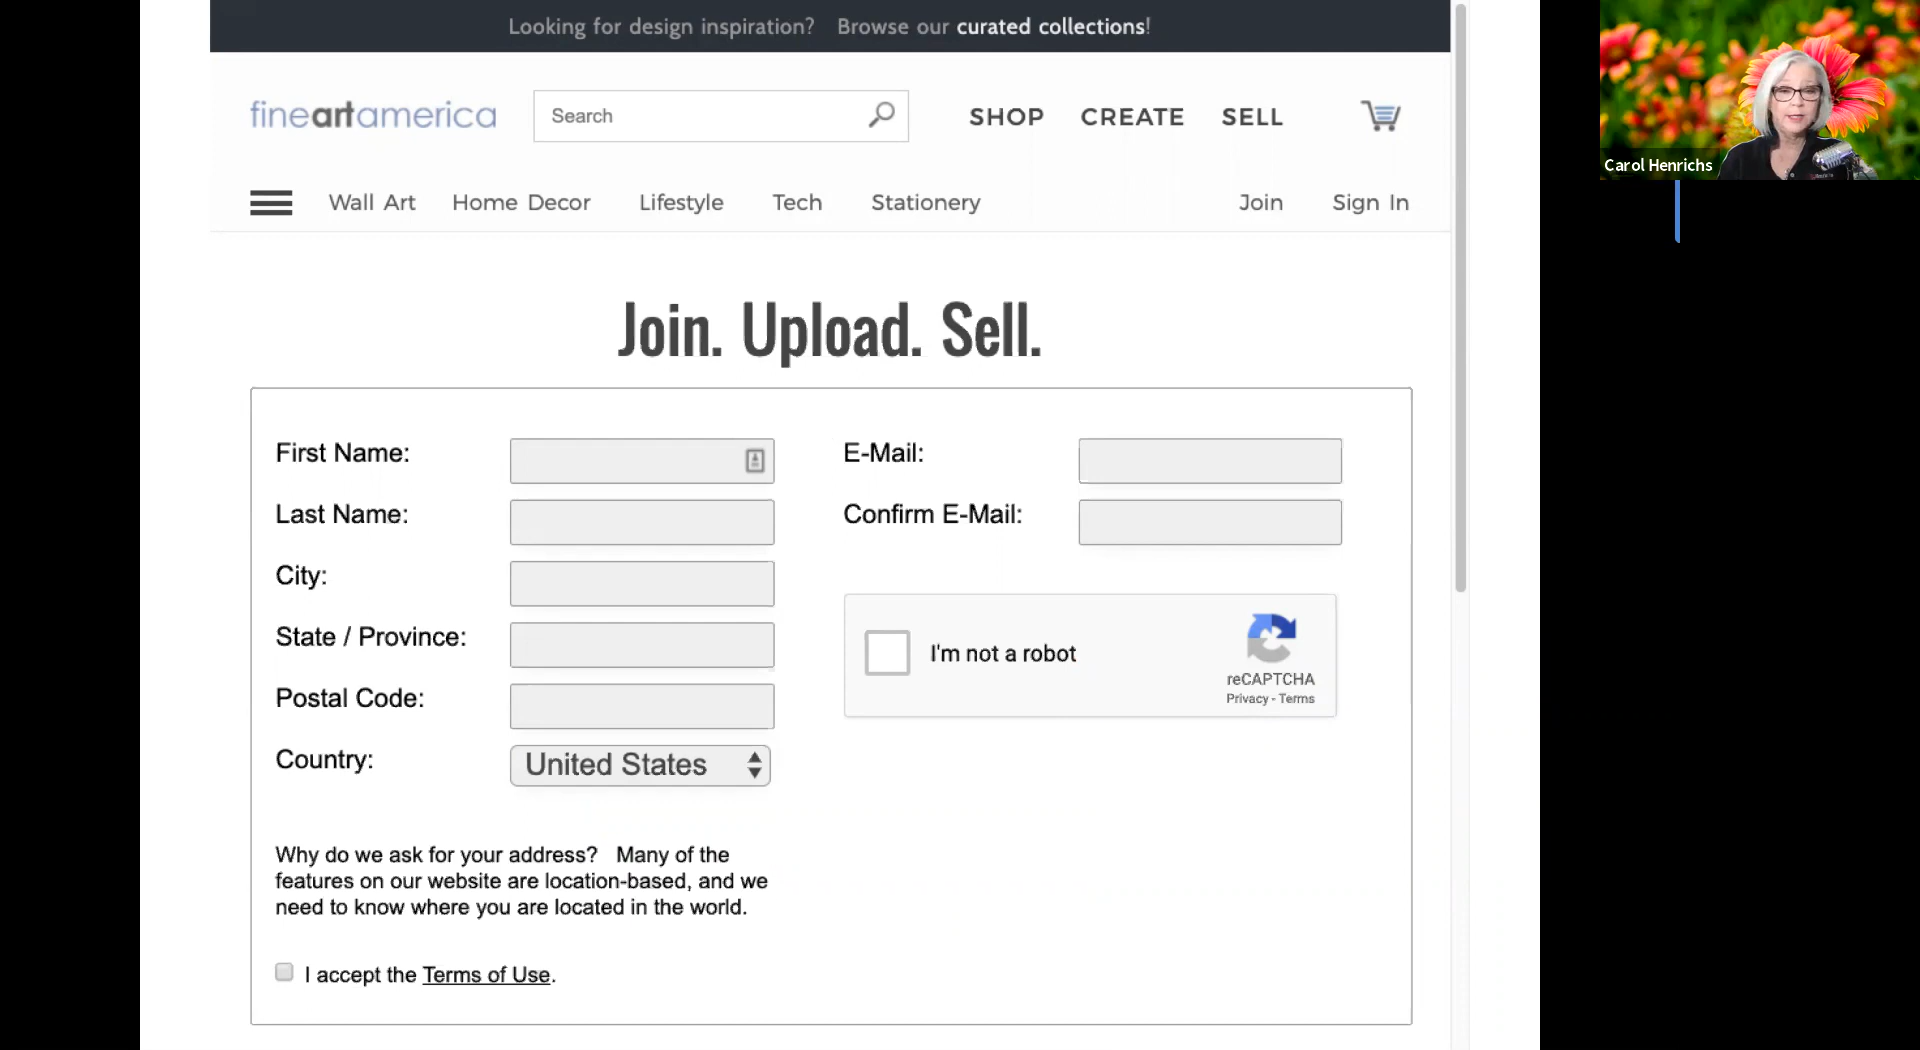 Looking for design inspiration? Browse our curated collections!
fineartamerica
Search
SHOP CREATE SELL
Wall Art Home Decor Lifestyle Tech Stationery Join Sign In
Carol Henrichs
Join. Upload. Sell.
First Name:
Last Name:
City:
State / Province:
Postal Code:
Country: United States
E-Mail:
Confirm E-Mail:
I'm not a robot
reCAPTCHA
Privacy - Terms
Why do we ask for your address? Many of the
features on our website are location-based, and we
need to know where you are located in the world.
I accept the Terms of Use.